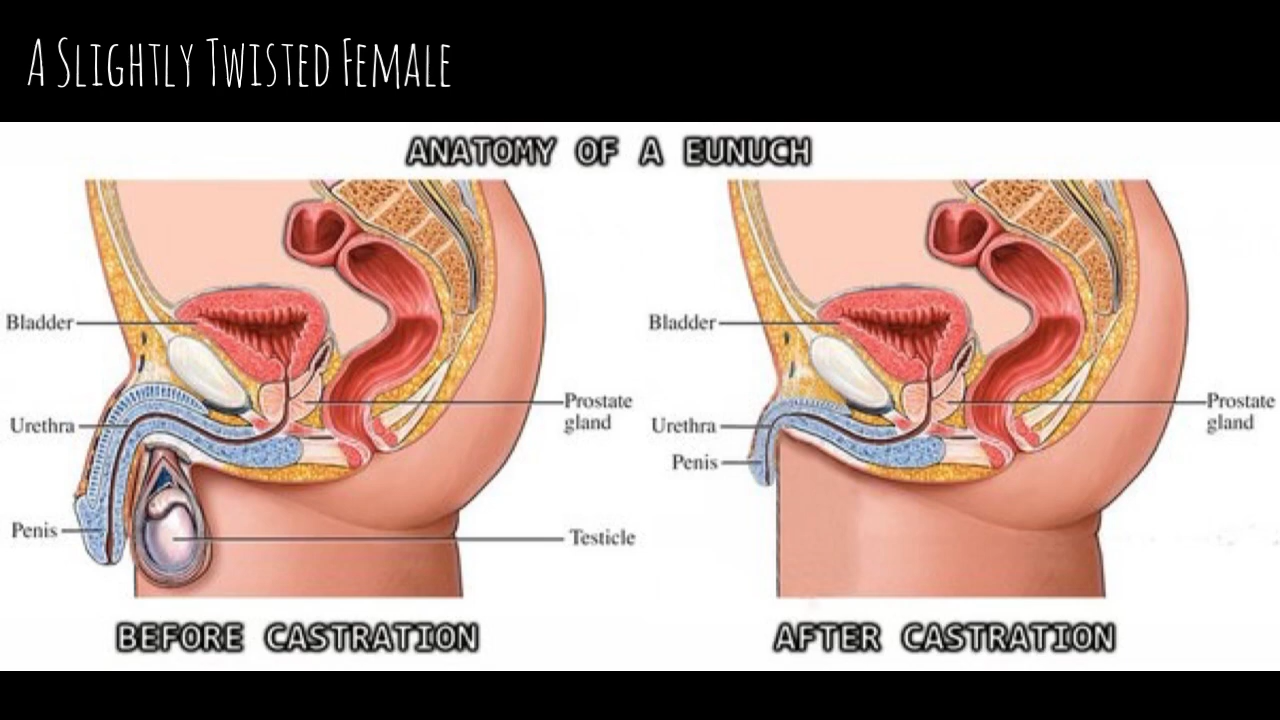 A Slightly Twisted Female
ANATOMY OF A EUNUCH
Bladder
Urethra
Penis
Prostate
gland
Testicle
BEFORE CASTRATION
Bladder
Urethra
Penis
Prostate
gland
AFTER CASTRATION